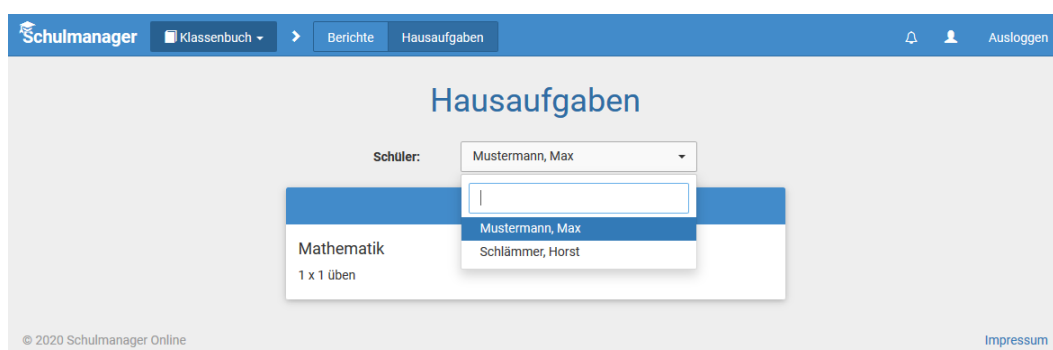 Schulmanager Klassenbuch Berichte Hausaufgaben Ausloggen
Hausaufgaben
Schüler: Mustermann, Max
Mustermann, Max
Schlämmer, Horst
Mathematik
1 x 1 üben
© 2020 Schulmanager Online Impressum